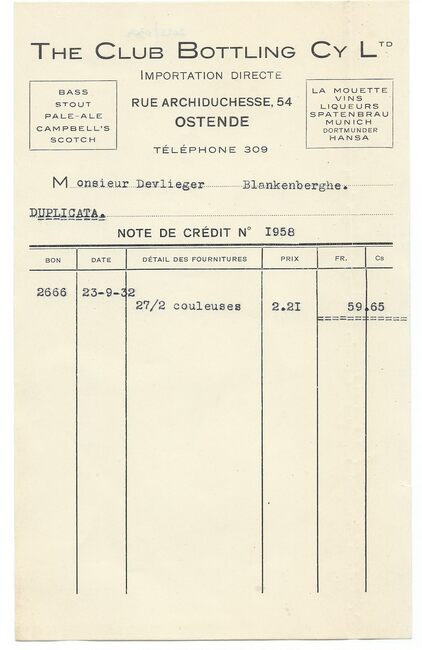 THE CLUB BOTTLING CY LTD
IMPORTATION DIRECTE
RUE ARCHIDUCHESSE, 54
OSTENDE
TÉLÉPHONE 309
BASS
STOUT
PALE-ALE
CAMPBELL'S
SCOTCH
LA MOUETTE
VINS
LIQUEURS
SPATENBRAU
MUNICH
DORTMUNDER
HANSA
Monsieur Devlieger Blankenberghe.
DUPLICATA.
NOTE DE CRÉDIT N° I958
BON DATE DÉTAIL DES FOURNITURES PRIX FR. Cs
2666 23-9-32
27/2 couleuses 2.2I 59.65